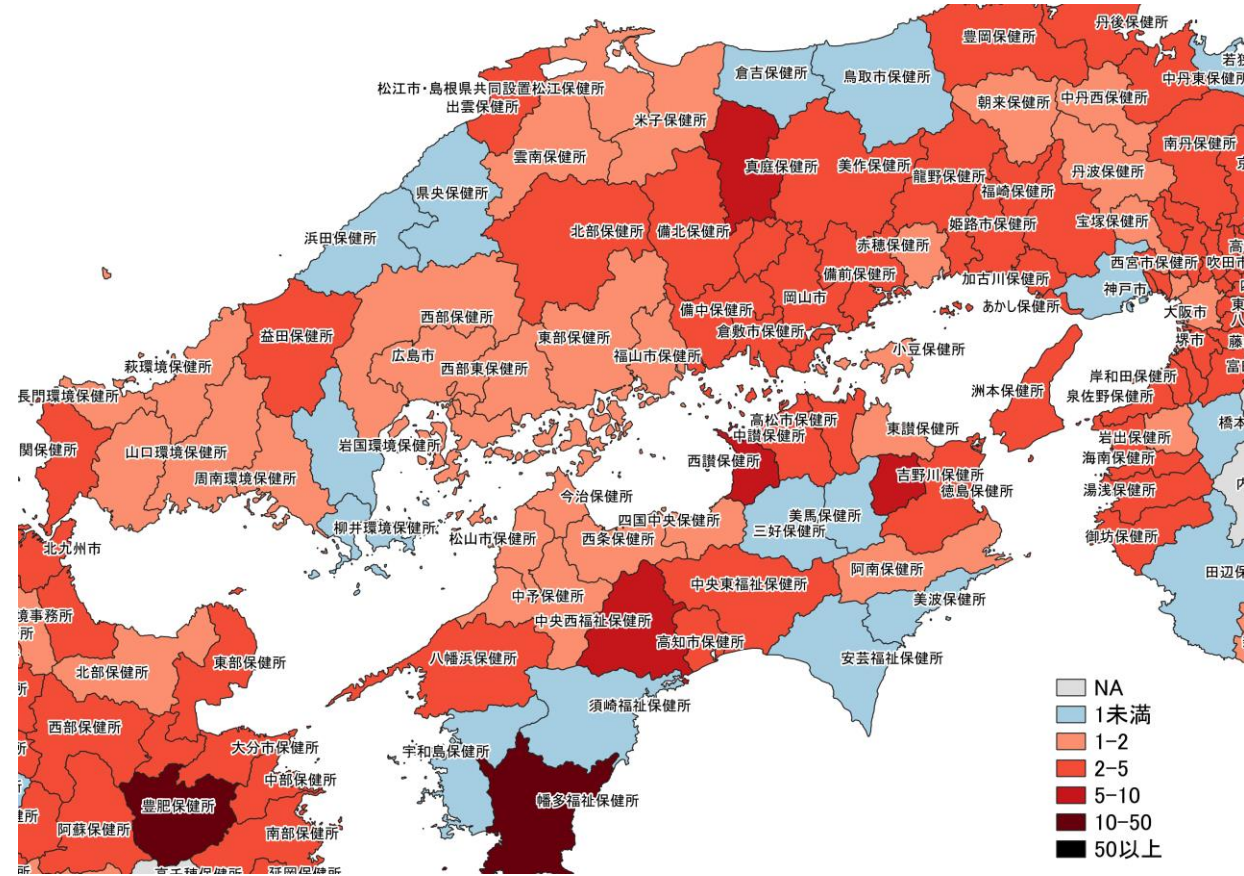 丹後保健所
豊岡保健所
若狭
倉吉保健所
鳥取市保健所
中丹東保健所
松江市・島根県共同設置松江保健所
出雲保健所
朝来保健所
中丹西保健所
米子保健所
南丹保健所
雲南保健所
真庭保健所
美作保健所
丹波保健所
龍野保健所
福崎保健所
県央保健所
宝塚保健所
姫路市保健所
北部保健所
備北保健所
浜田保健所
赤穂保健所
西宮市保健所
吹田市
備前保健所
加古川保健所
神戸市
岡山市
あかし保健所
備中保健所
大阪市
西部保健所
倉敷市保健所
益田保健所
東部保健所
堺市
藤
小豆保健所
広島市
福山市保健所
萩環境保健所
西部東保健所
岸和田保健所
洲本保健所
泉佐野保健所
長門環境保健所
高松市保健所
中讃保健所
東讃保健所
橋本
岩出保健所
岩国環境保健所
関保健所
山口環境保健所
西讃保健所
海南保健所
吉野川保健所
周南環境保健所
徳島保健所
湯浅保健所
今治保健所
美馬保健所
四国中央保健所
柳井環境保健所
三好保健所
御坊保健所
松山市保健所
西条保健所
北九州市
阿南保健所
田辺保
中央東福祉保健所
中予保健所
美波保健所
境事務所
所
中央西福祉保健所
高知市保健所
東部保健所
八幡浜保健所
安芸福祉保健所
北部保健所
須崎福祉保健所
西部保健所
大分市保健所
宇和島保健所
中部保健所
豊肥保健所
幡多福祉保健所
阿蘇保健所
南部保健所
高千穂保健所
延岡保健所
NA
1未満
1-2
2-5
5-10
10-50
50以上